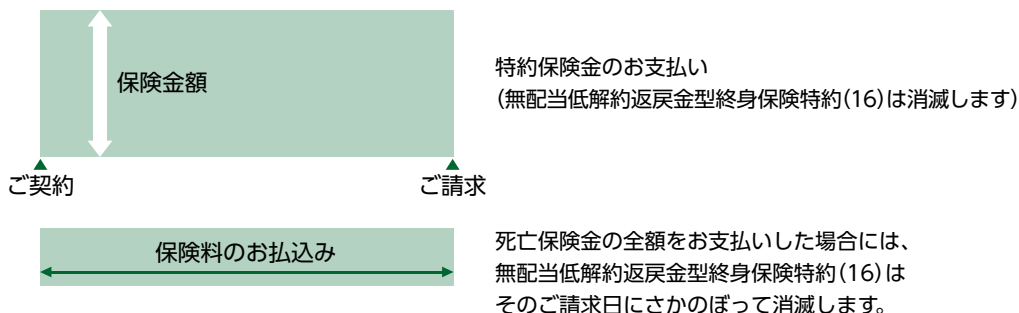 保険金額
特約保険金のお支払い
(無配当低解約返戻金型終身保険特約(16)は消滅します)
ご契約
ご請求
保険料のお払込み
死亡保険金の全額をお支払いした場合には、
無配当低解約返戻金型終身保険特約(16)は
そのご請求日にさかのぼって消滅します。